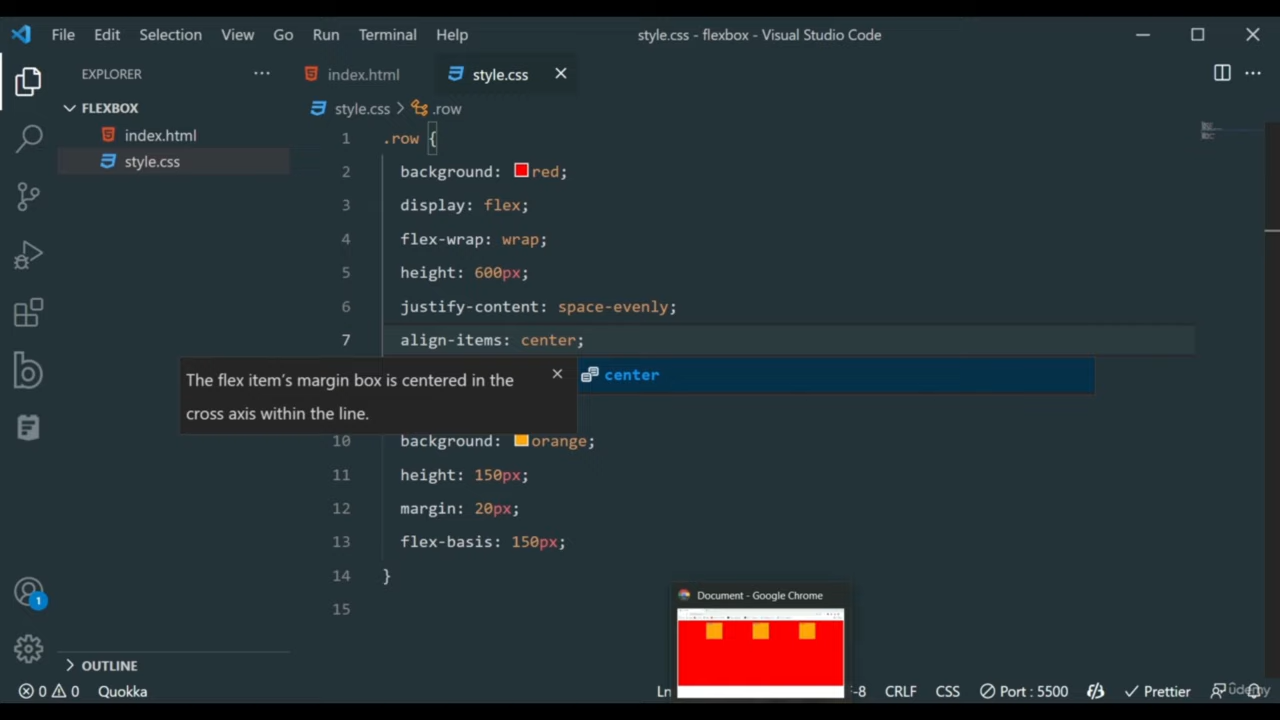 File Edit Selection View Go Run Terminal Help
style.css - flexbox - Visual Studio Code
EXPLORER
index.html
style.css
FLEXBOX
index.html
style.css
style.css > .row
1 .row {
2 background: red;
3 display: flex;
4 flex-wrap: wrap;
5 height: 600px;
6 justify-content: space-evenly;
7 align-items: center;
The flex item's margin box is centered in the
cross axis within the line.
center
10 background: orange;
11 height: 150px;
12 margin: 20px;
13 flex-basis: 150px;
14 }
15
Document - Google Chrome
1
OUTLINE
0 0 Quokka
Ln
-8 CRLF CSS Port : 5500 Prettier
udemy